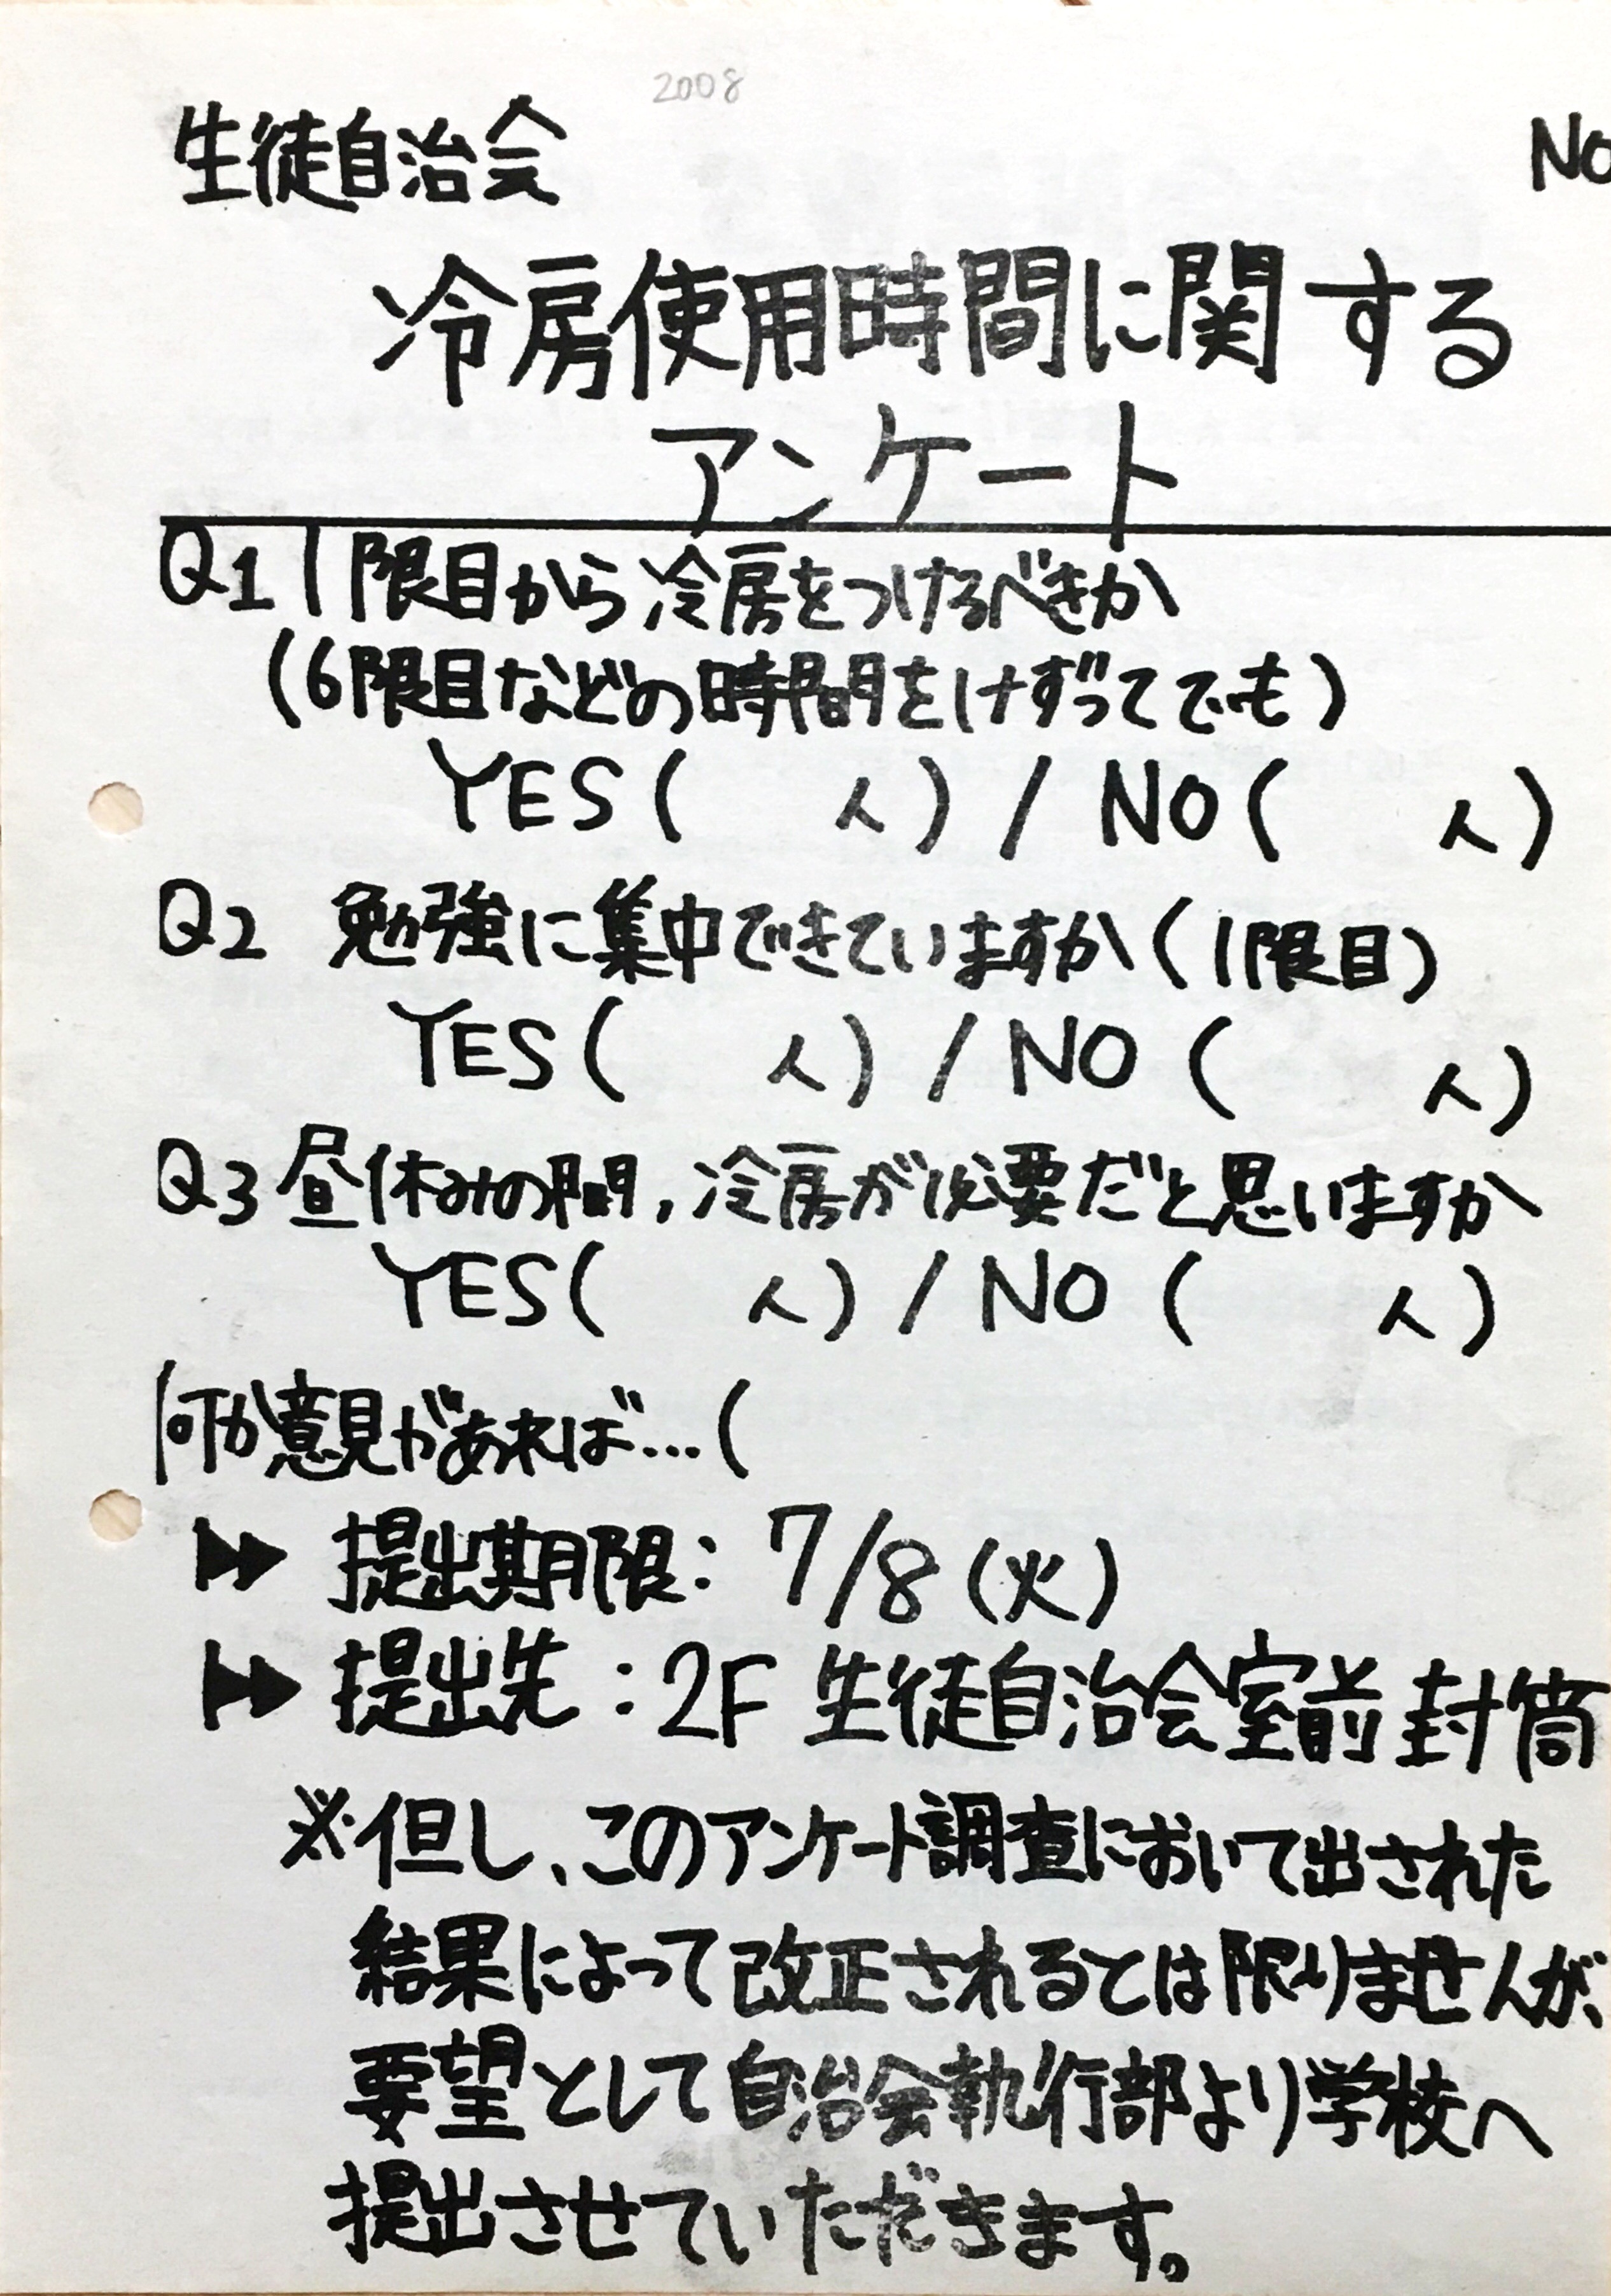 2008
生徒自治会 No
冷房使用時間に関する
アンケート
Q1 1限目から冷房をつけるべきか
(6限目などの時間をけずってでも)
YES( 人) / NO( 人)
Q2 勉強に集中できていますか(1限目)
YES( 人) / NO( 人)
Q3 昼休みの間,冷房が必要だと思いますか
YES( 人) / NO( 人)
何か意見があれば…(
▶▶ 提出期限: 7/8(火)
▶▶ 提出先:2F 生徒自治会室前 封筒
※但し、このアンケート調査において出された
結果によって改正されるとは限りませんが、
要望として自治会執行部より学校へ
提出させていただきます。